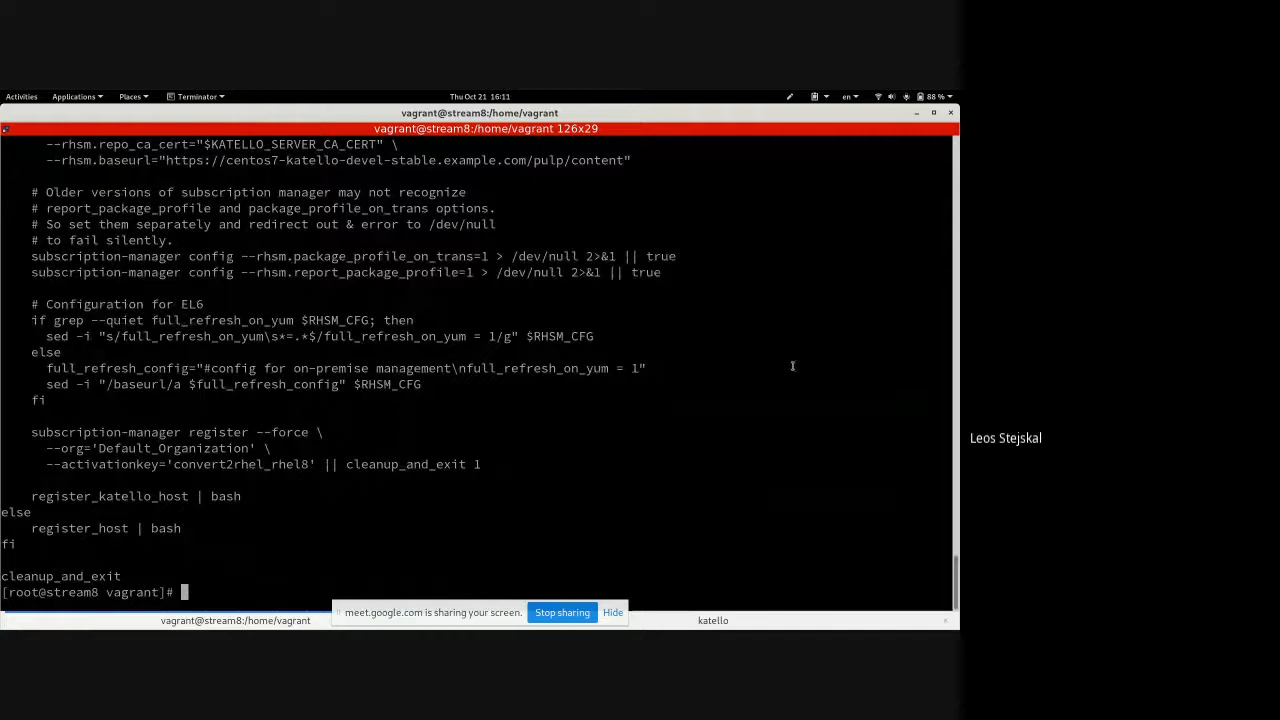 Activities Applications Places Terminator Thu Oct 21 16:11 en 88 %
vagrant@stream8:/home/vagrant
vagrant@stream8:/home/vagrant 126x29
--rhsm.repo_ca_cert="$KATELLO_SERVER_CA_CERT" \
--rhsm.baseurl="https://centos7-katello-devel-stable.example.com/pulp/content"
# Older versions of subscription manager may not recognize
# report_package_profile and package_profile_on_trans options.
# So set them separately and redirect out & error to /dev/null
# to fail silently.
subscription-manager config --rhsm.package_profile_on_trans=1 > /dev/null 2>&1 || true
subscription-manager config --rhsm.report_package_profile=1 > /dev/null 2>&1 || true
# Configuration for EL6
if grep --quiet full_refresh_on_yum $RHSM_CFG; then
sed -i "s/full_refresh_on_yum\s*=.*$/full_refresh_on_yum = 1/g" $RHSM_CFG
else
full_refresh_config="#config for on-premise management\nfull_refresh_on_yum = 1"
sed -i "/baseurl/a $full_refresh_config" $RHSM_CFG
fi
subscription-manager register --force \
--org='Default_Organization' \
--activationkey='convert2rhel_rhel8' || cleanup_and_exit 1
register_katello_host | bash
else
register_host | bash
fi
cleanup_and_exit
[root@stream8 vagrant]#
meet.google.com is sharing your screen. Stop sharing Hide
vagrant@stream8:/home/vagrant katello
Leos Stejskal